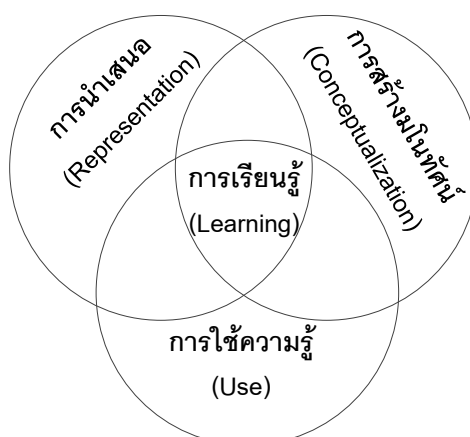 การนำเสนอ
(Representation)
การสร้างมโนทัศน์
(Conceptualization)
การเรียนรู้
(Learning)
การใช้ความรู้
(Use)